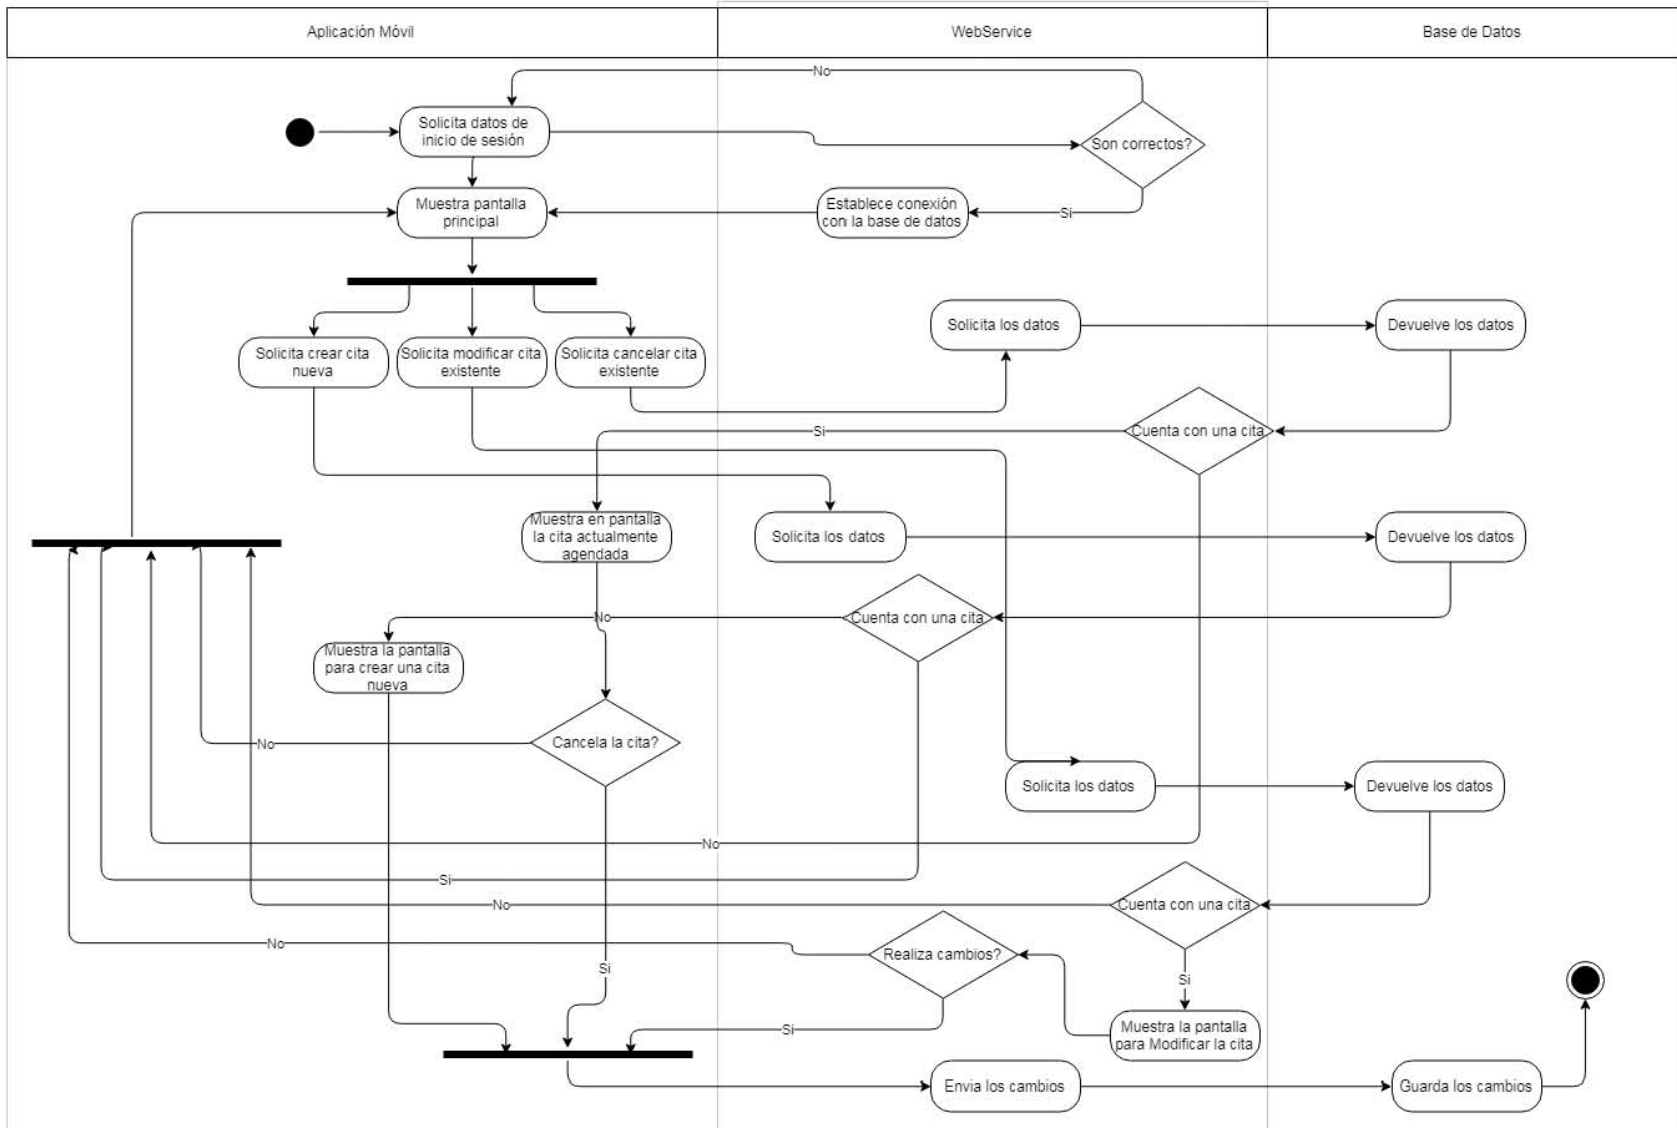 Aplicación Móvil
WebService
Base de Datos
No
Solicita datos de
inicio de sesión
Son correctos?
Muestra pantalla
principal
Establece conexión
con la base de datos
Si
Solicita los datos
Devuelve los datos
Solicita crear cita
nueva
Solicita modificar cita
existente
Solicita cancelar cita
existente
Si
Cuenta con una cita
Muestra en pantalla
la cita actualmente
agendada
Solicita los datos
Devuelve los datos
No
Cuenta con una cita
Muestra la pantalla
para crear una cita
nueva
No
Cancela la cita?
Solicita los datos
Devuelve los datos
No
Si
No
Cuenta con una cita
No
Realiza cambios?
Si
Si
Si
Muestra la pantalla
para Modificar la cita
Envia los cambios
Guarda los cambios